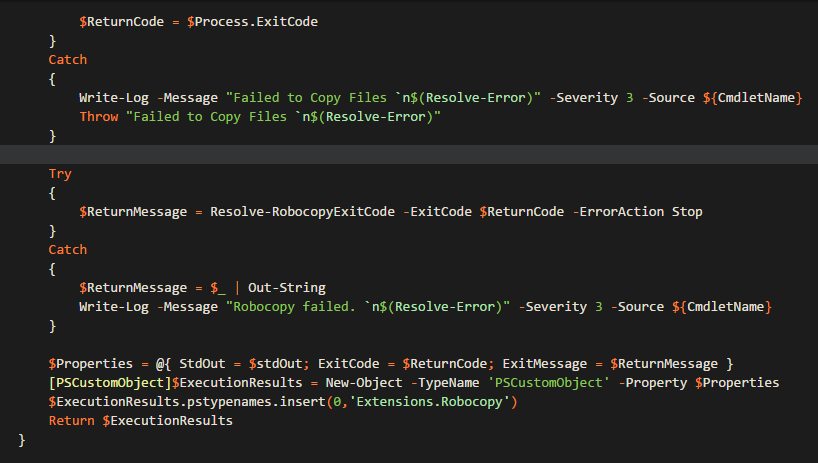 $ReturnCode = $Process.ExitCode
}
Catch
{
Write-Log -Message "Failed to Copy Files `n$(Resolve-Error)" -Severity 3 -Source ${CmdletName}
Throw "Failed to Copy Files `n$(Resolve-Error)"
}
Try
{
$ReturnMessage = Resolve-RobocopyExitCode -ExitCode $ReturnCode -ErrorAction Stop
}
Catch
{
$ReturnMessage = $_ | Out-String
Write-Log -Message "Robocopy failed. `n$(Resolve-Error)" -Severity 3 -Source ${CmdletName}
}
$Properties = @{ StdOut = $stdOut; ExitCode = $ReturnCode; ExitMessage = $ReturnMessage }
[PSCustomObject]$ExecutionResults = New-Object -TypeName 'PSCustomObject' -Property $Properties
$ExecutionResults.pstypenames.insert(0,'Extensions.Robocopy')
Return $ExecutionResults
}